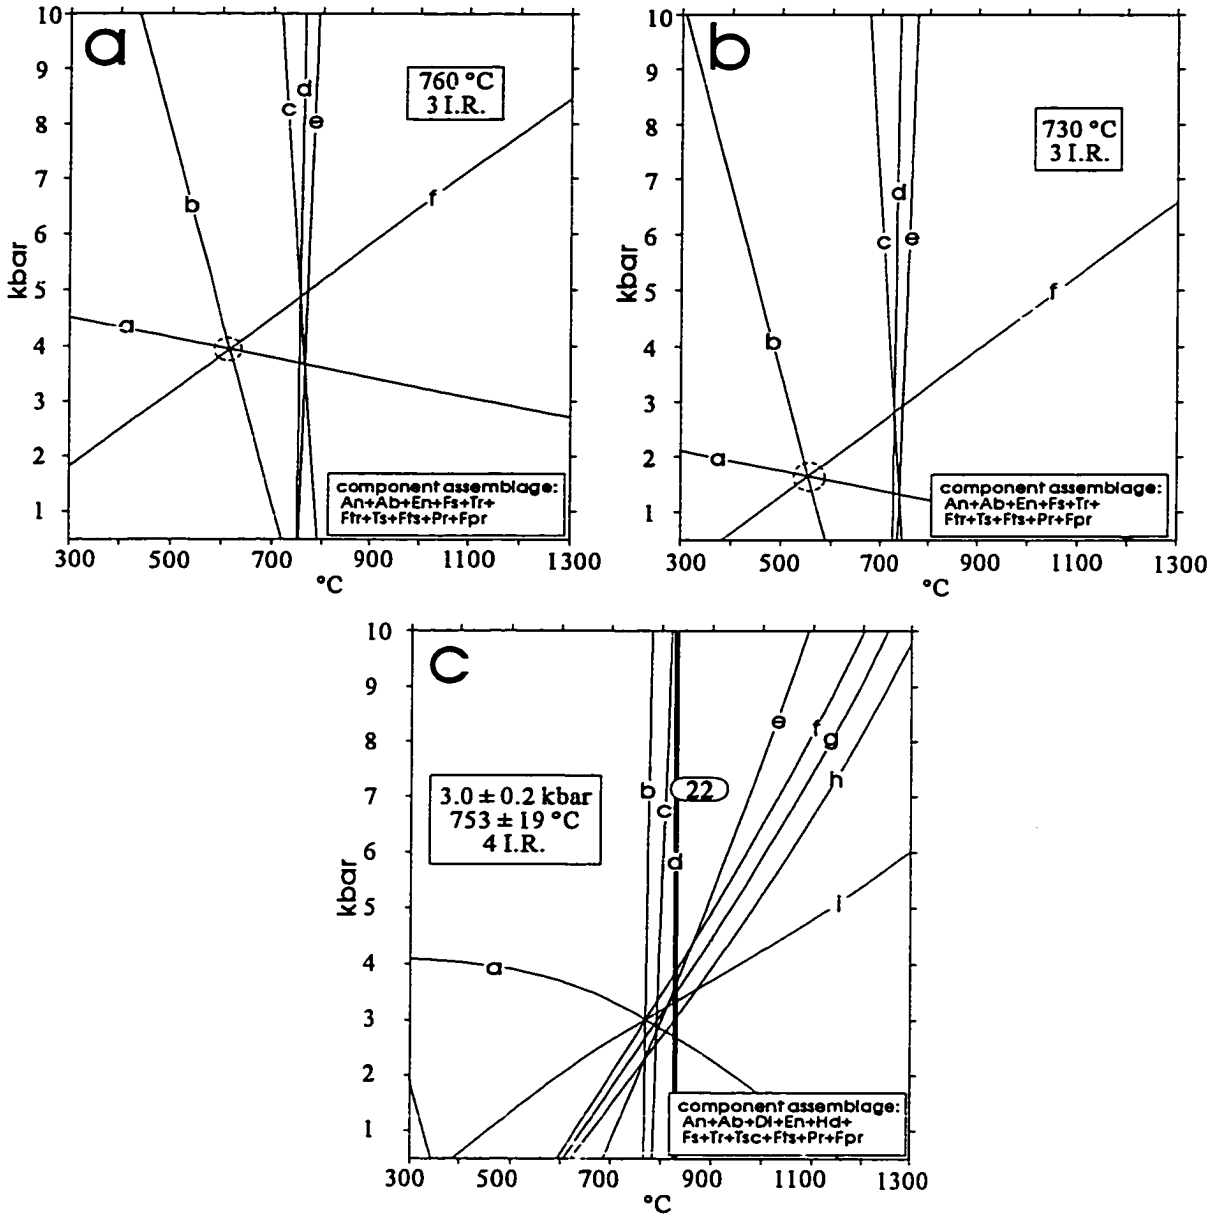 a
760 °C
3 I.R.
10
9
8
7
6
5
4
3
2
1
kbar
a
b
c
d
e
f
component assemblage:
An+Ab+En+Fs+Tr+
Ftr+Ts+Fts+Pr+Fpr
300 500 700 900 1100 1300
°C
b
730 °C
3 I.R.
10
9
8
7
6
5
4
3
2
1
kbar
a
b
c
d
e
f
component assemblage:
An+Ab+En+Fs+Tr+
Ftr+Ts+Fts+Pr+Fpr
300 500 700 900 1100 1300
°C
c
3.0 ± 0.2 kbar
753 ± 19 °C
4 I.R.
10
9
8
7
6
5
4
3
2
1
kbar
a
b
c
22
d
e
f
g
h
i
component assemblage:
An+Ab+Di+En+Hd+
Fs+Tr+Tsc+Fts+Pr+Fpr
300 500 700 900 1100 1300
°C